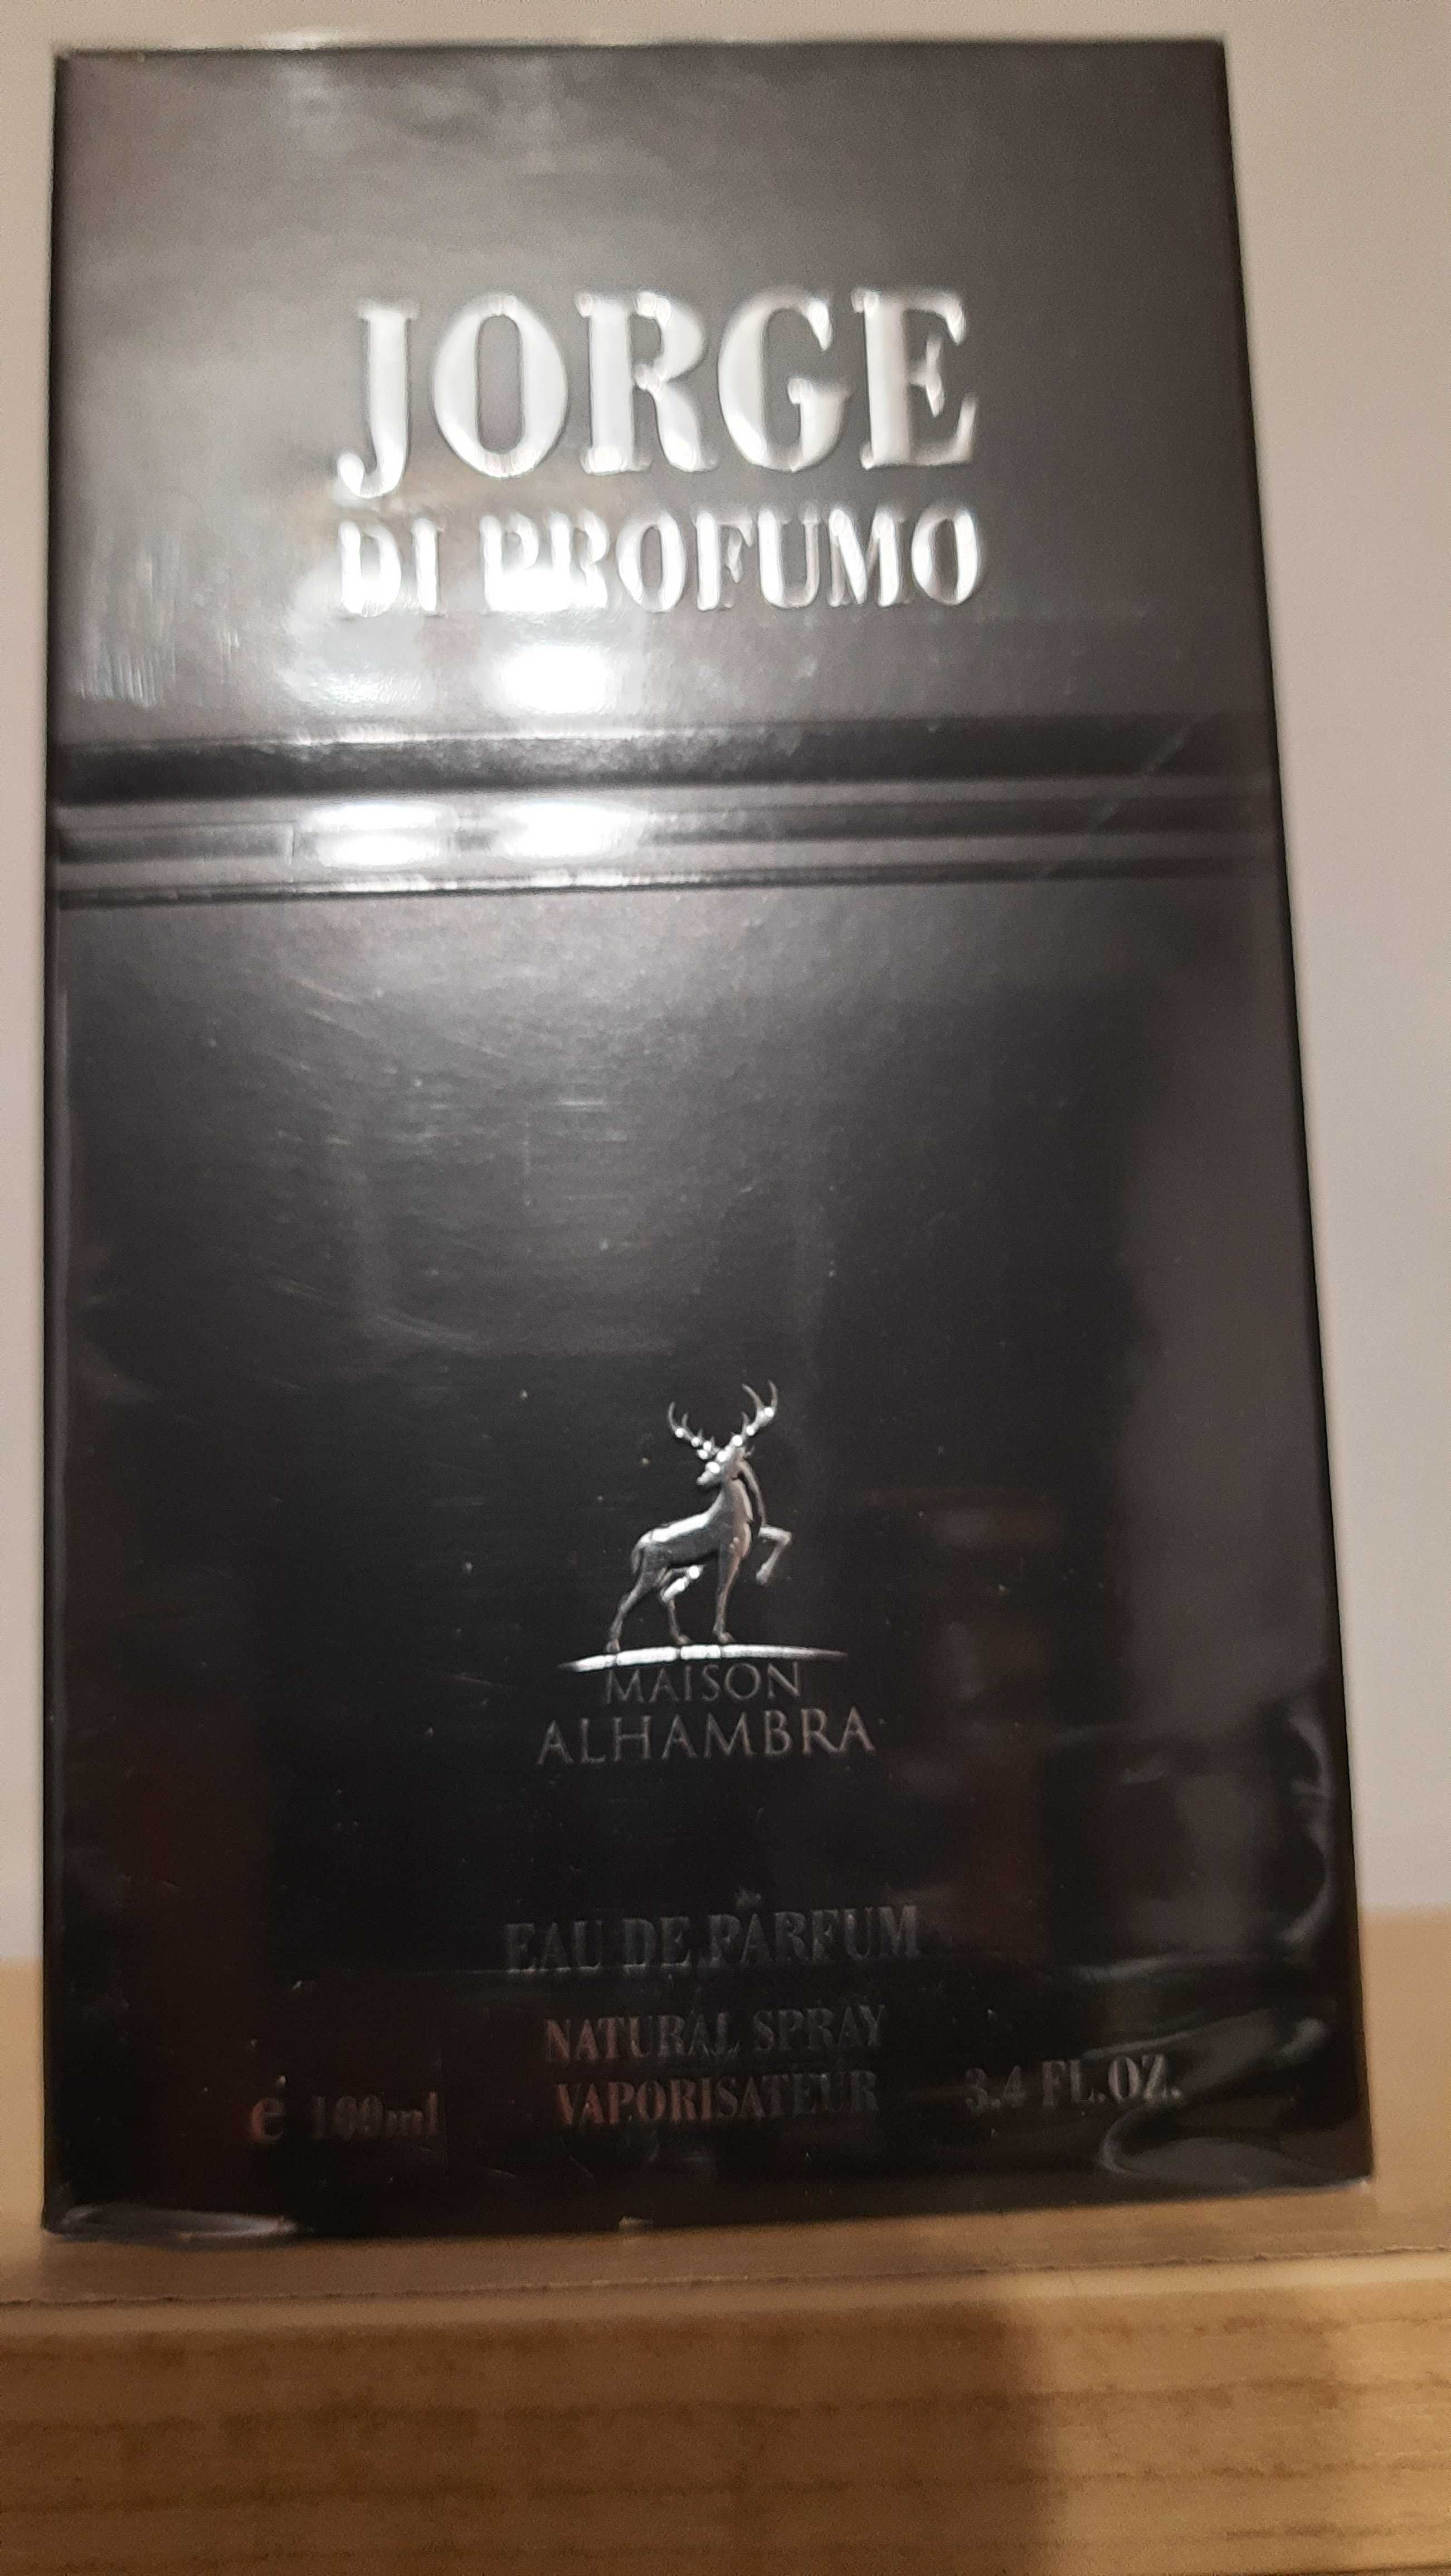 JORGE
DI PROFUMO
MAISON
ALHAMBRA
EAU DE PARFUM
NATURAL SPRAY
e 100ml VAPORISATEUR 3.4 FL.OZ.